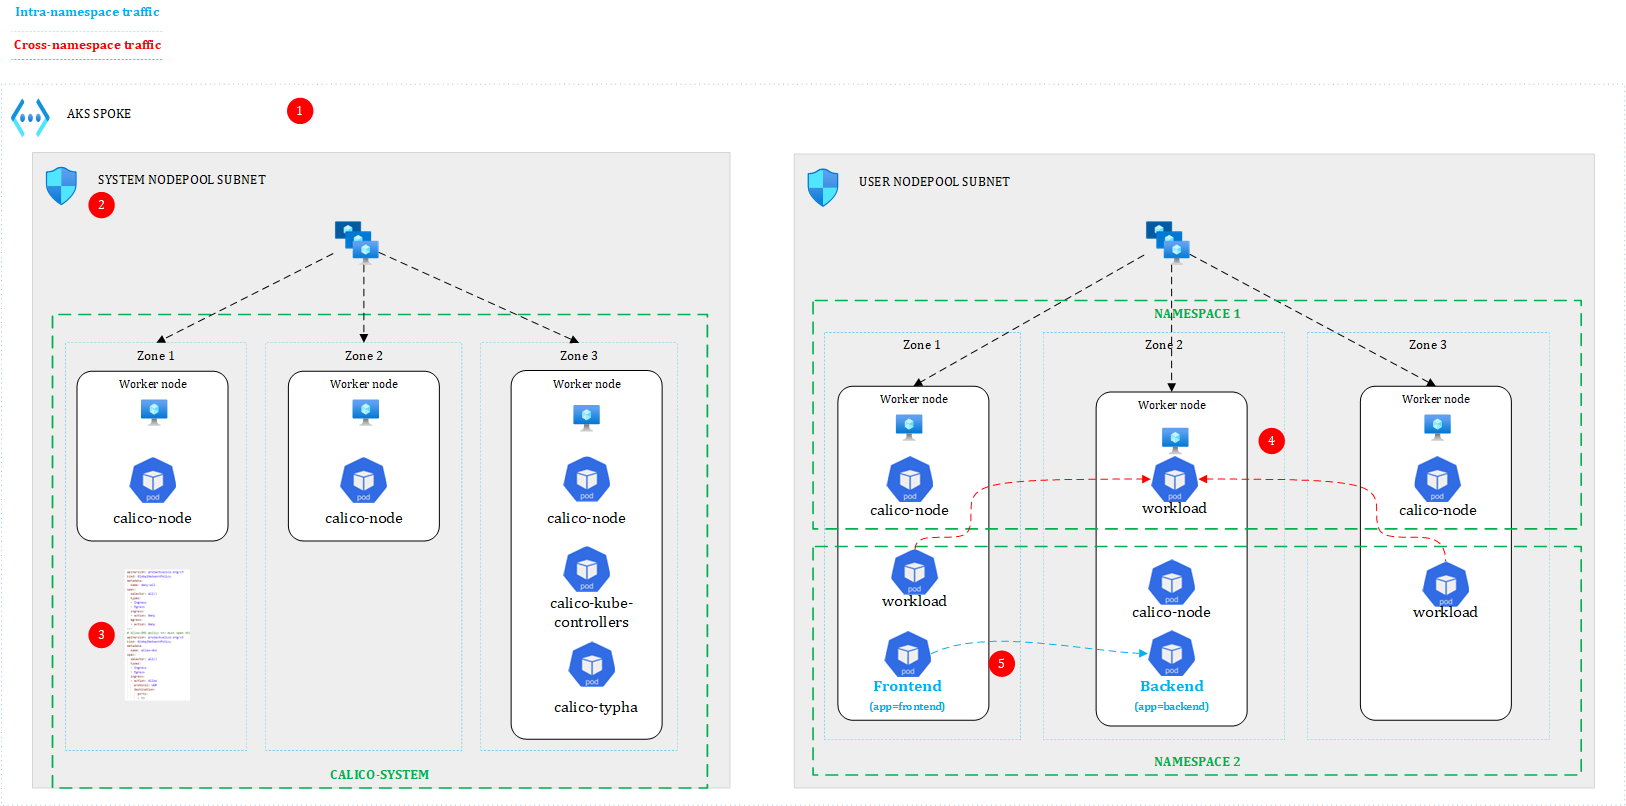 Intra-namespace traffic
Cross-namespace traffic
AKS SPOKE
1
SYSTEM NODEPOOL SUBNET
2
Zone 1
Zone 2
Zone 3
Worker node
Worker node
Worker node
pod
calico-node
pod
calico-node
pod
calico-node
pod
calico-kube-
controllers
pod
calico-typha
3
CALICO-SYSTEM
USER NODEPOOL SUBNET
NAMESPACE 1
Zone 1
Zone 2
Zone 3
Worker node
Worker node
Worker node
4
pod
calico-node
pod
workload
pod
calico-node
pod
workload
pod
calico-node
pod
workload
5
pod
Frontend
(app=frontend)
pod
Backend
(app=backend)
NAMESPACE 2